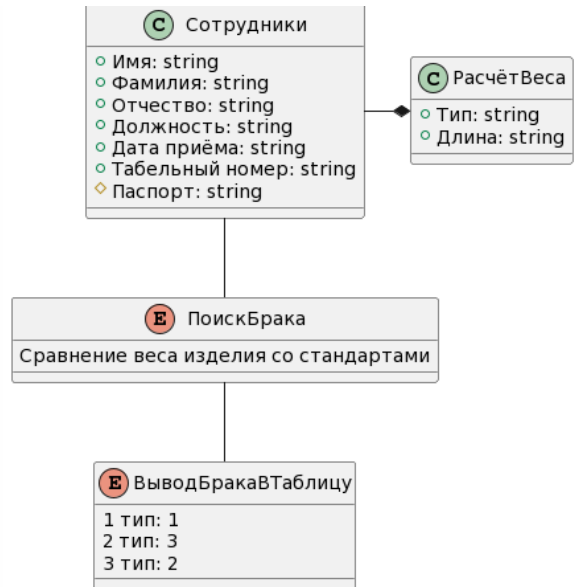 C Сотрудники
Имя: string
Фамилия: string
Отчество: string
Должность: string
Дата приёма: string
Табельный номер: string
Паспорт: string
C РасчётВеса
Тип: string
Длина: string
E ПоискБрака
Сравнение веса изделия со стандартами
E ВыводБракаВТаблицу
1 тип: 1
2 тип: 3
3 тип: 2